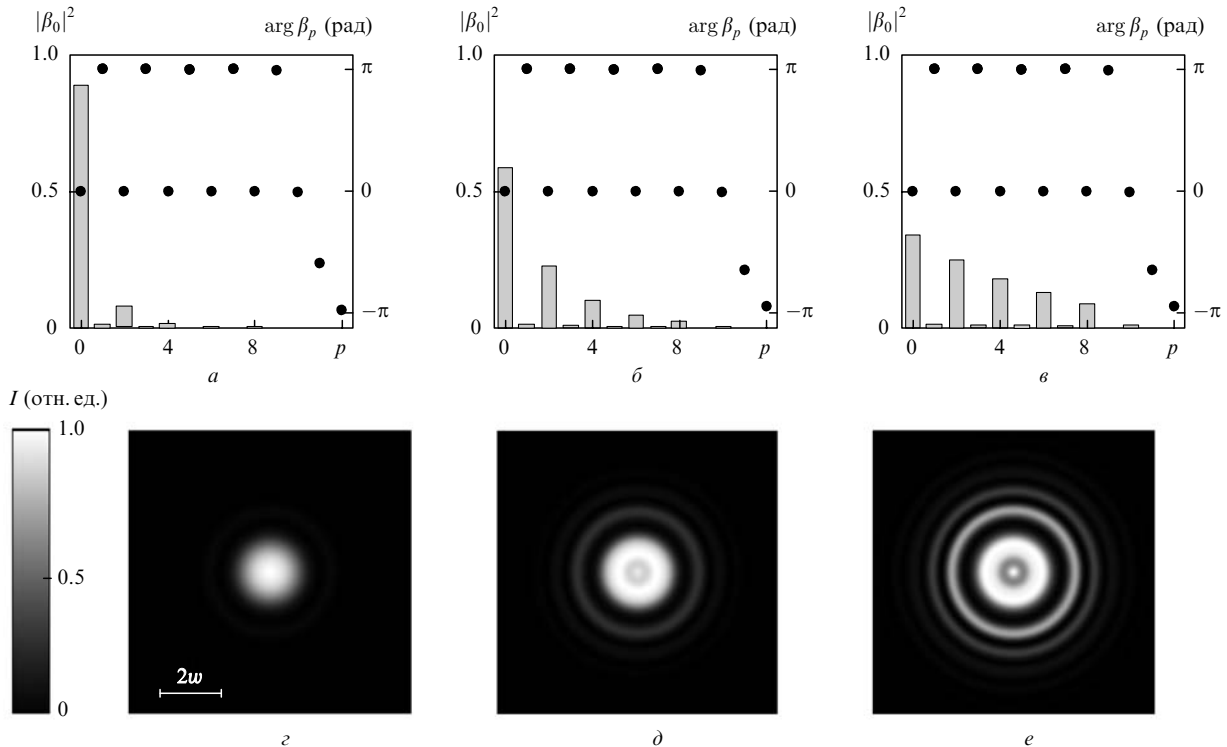 |β₀|² arg βₚ (рад) |β₀|² arg βₚ (рад) |β₀|² arg βₚ (рад)
1.0 π 1.0 π 1.0 π
0.5 0 0.5 0 0.5 0
0 −π 0 −π 0 −π
0 4 8 p 0 4 8 p 0 4 8 p
а б в
I (отн. ед.)
1.0
0.5
2w
0
г д е